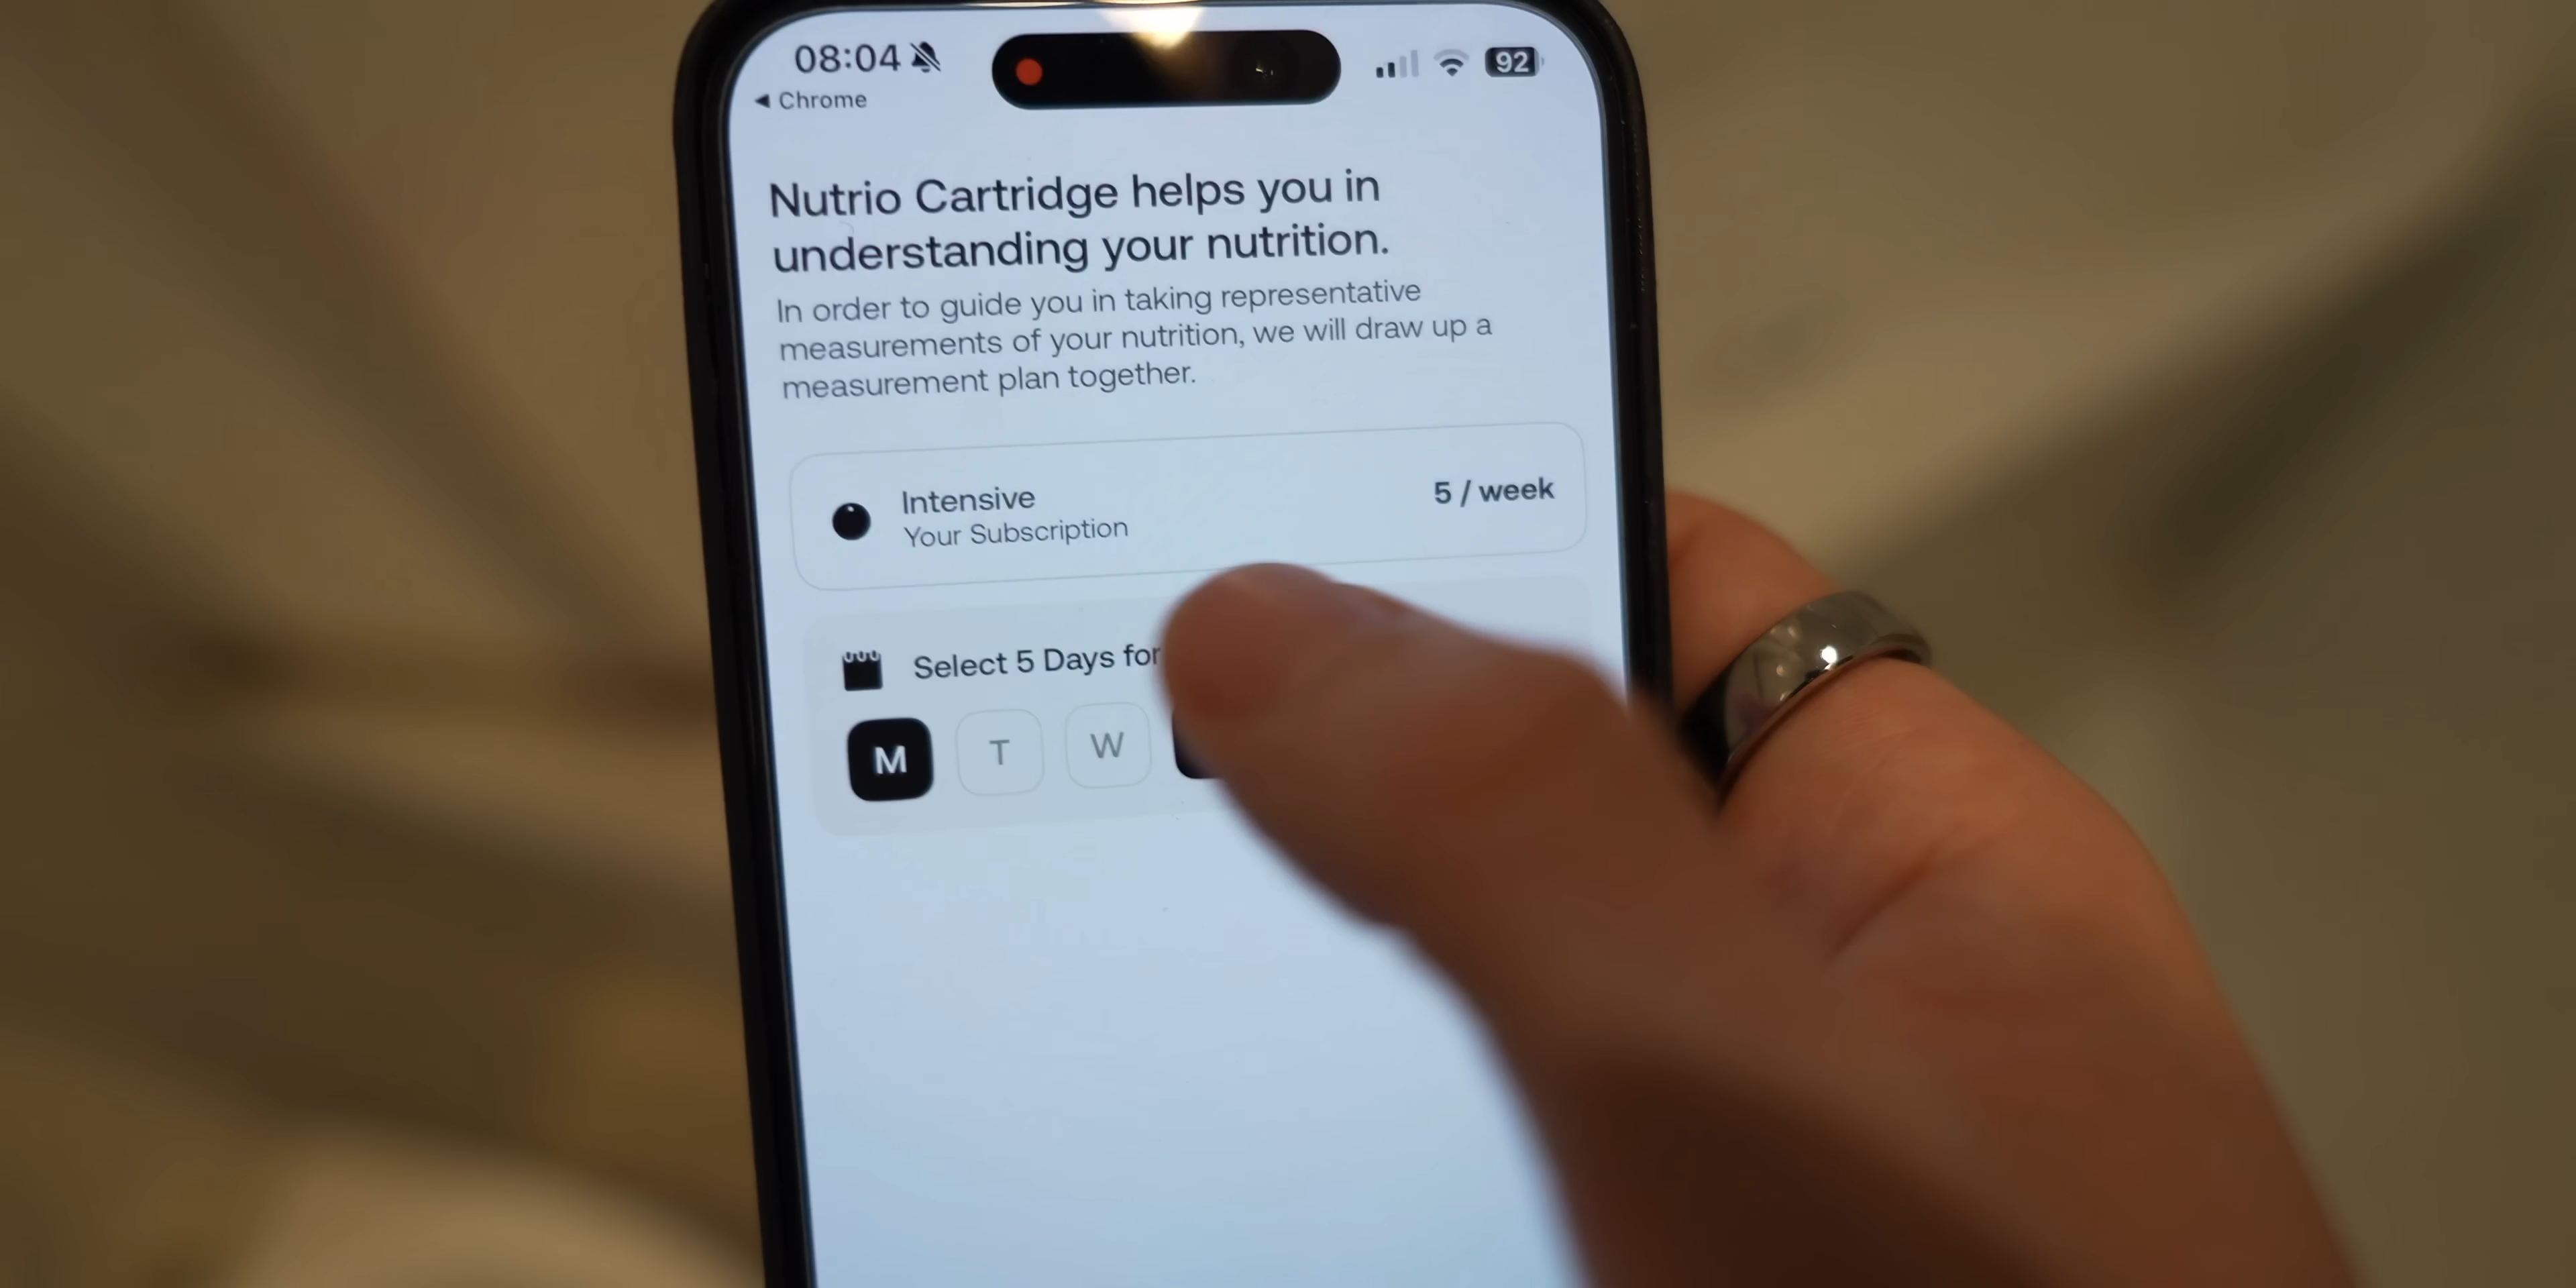 08:04
92
◀ Chrome
Nutrio Cartridge helps you in
understanding your nutrition.
In order to guide you in taking representative
measurements of your nutrition, we will draw up a
measurement plan together.
Intensive
5 / week
Your Subscription
Select 5 Days for
M T W